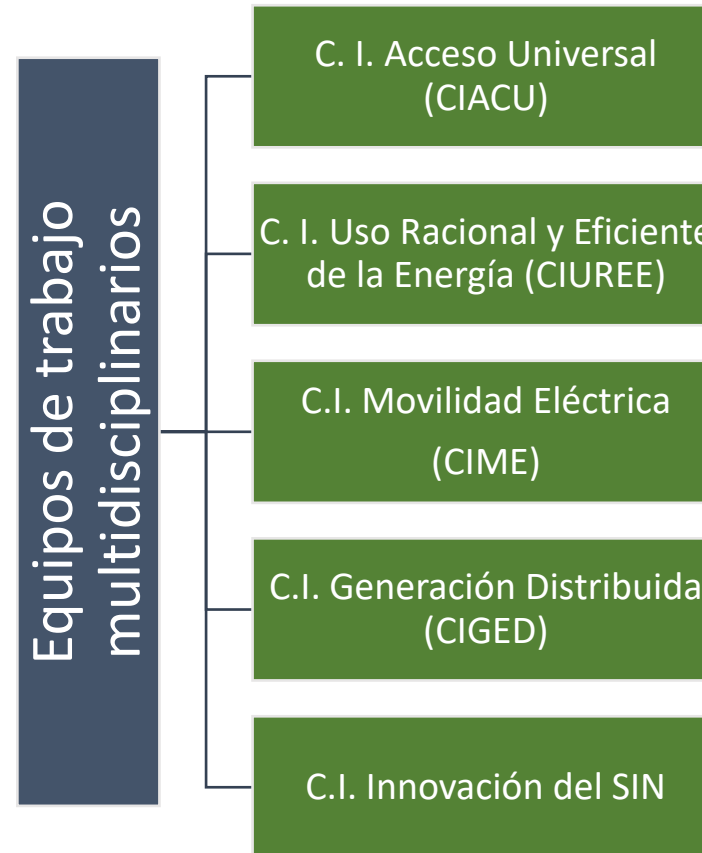 Equipos de trabajo
multidisciplinarios
C. I. Acceso Universal
(CIACU)
C. I. Uso Racional y Eficiente
de la Energía (CIUREE)
C.I. Movilidad Eléctrica
(CIME)
C.I. Generación Distribuida
(CIGED)
C.I. Innovación del SIN